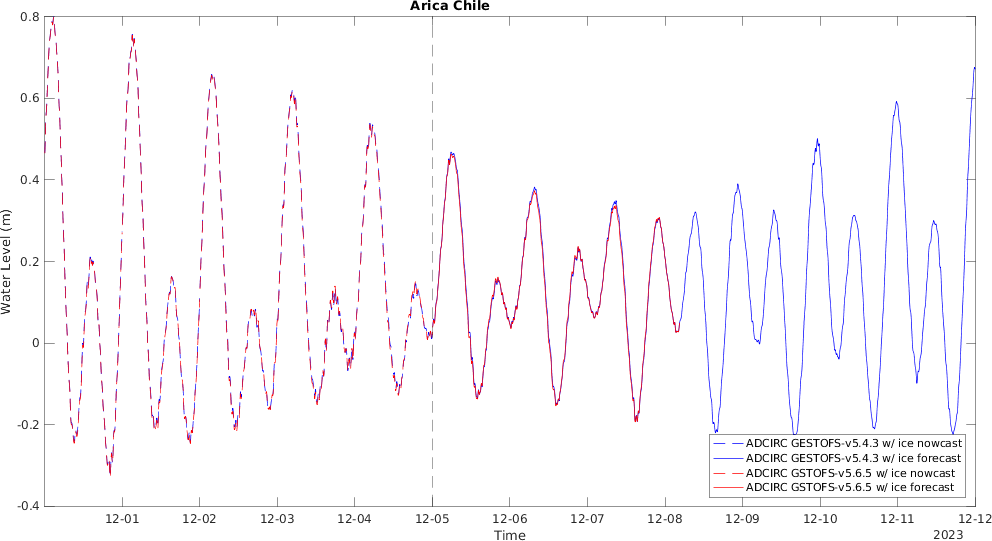 Arica Chile
Water Level (m)
0.8
0.6
0.4
0.2
0
-0.2
-0.4
ADCIRC GESTOFS-v5.4.3 w/ ice nowcast
ADCIRC GESTOFS-v5.4.3 w/ ice forecast
ADCIRC GSTOFS-v5.6.5 w/ ice nowcast
ADCIRC GSTOFS-v5.6.5 w/ ice forecast
12-01 12-02 12-03 12-04 12-05 12-06 12-07 12-08 12-09 12-10 12-11 12-12
Time
2023